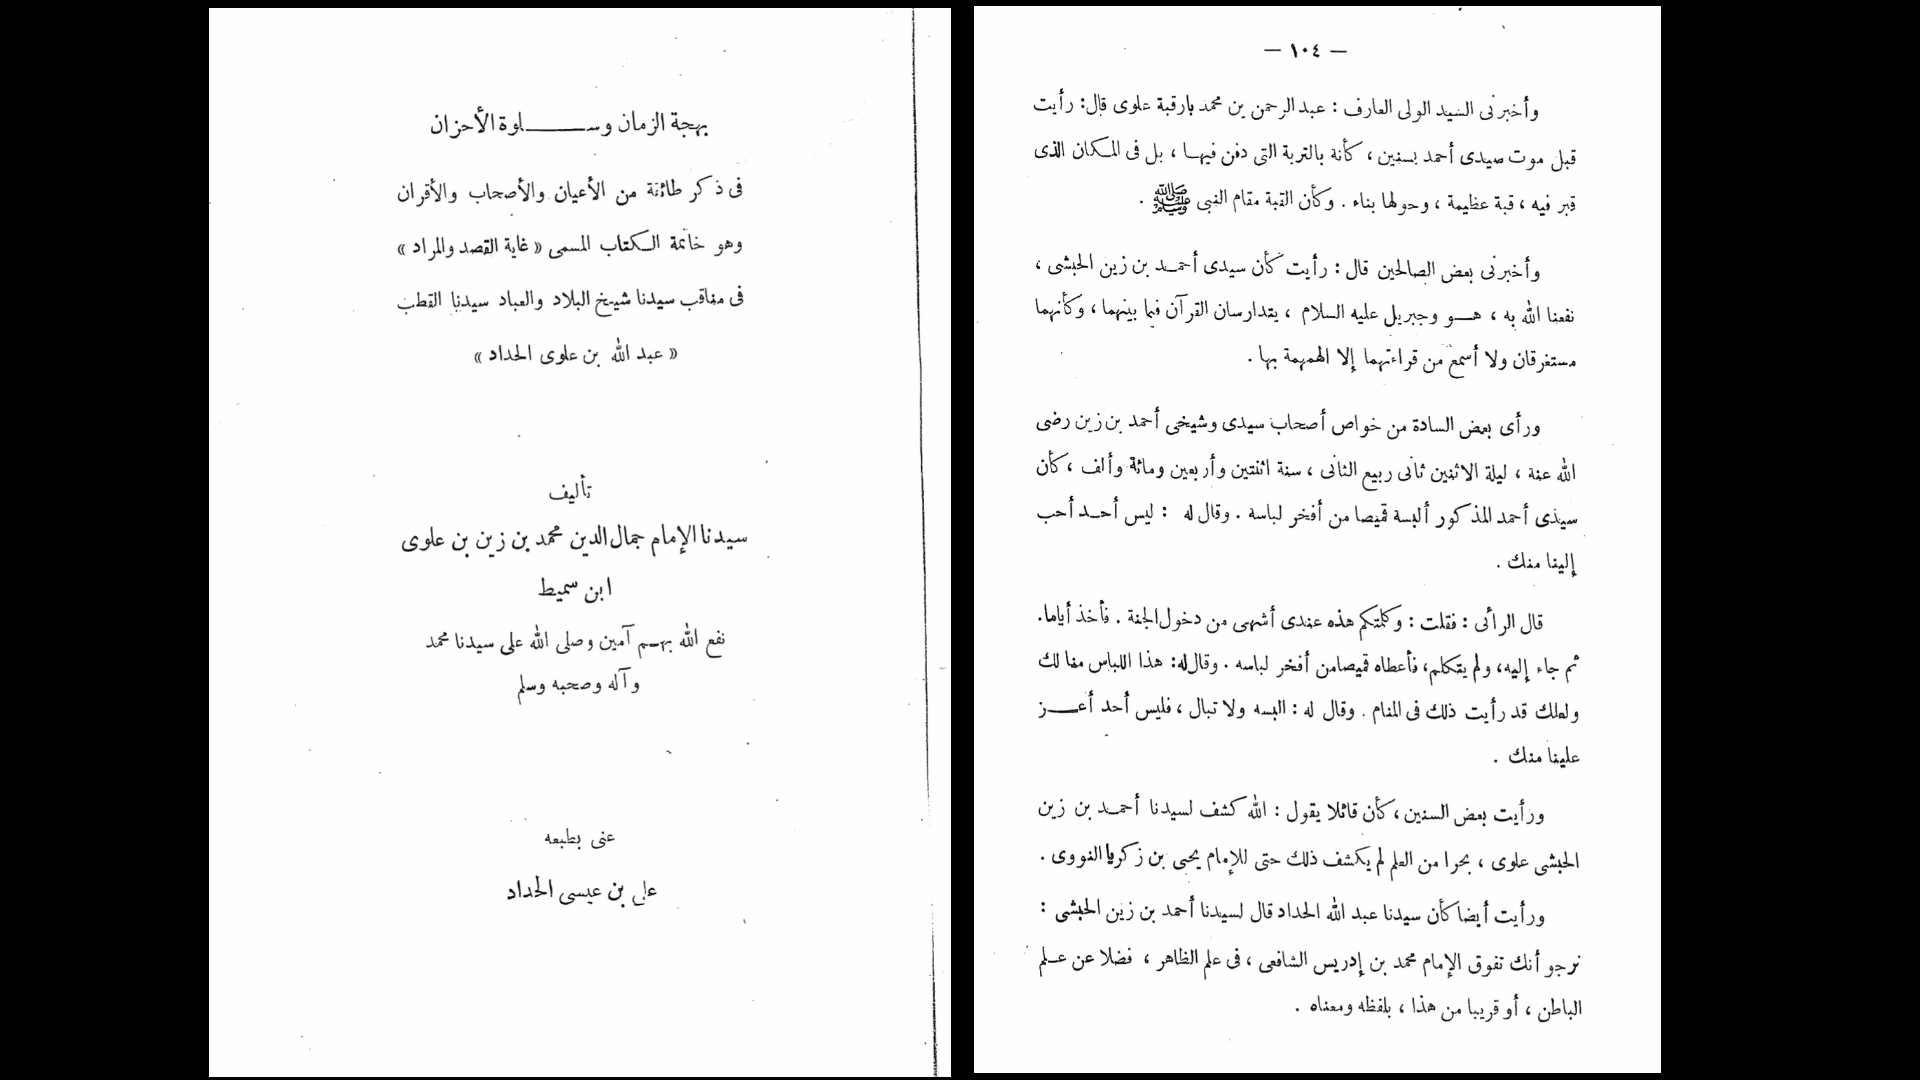 بهجة الزمان وسـلوة الأحزان
فى ذكر طائفة من الأعيان والأصحاب والأقران
وهو خاتمة الكتاب المسمى « غاية القصد والمراد »
فى مناقب سيدنا شيخ البلاد والعباد سيدنا القطب
« عبد الله بن علوى الحداد »
تأليف
سيدنا الإمام جمال الدين محمد بن زين بن علوى
ابن سميط
نفع الله بهم آمين وصلى الله على سيدنا محمد
وآله وصحبه وسلم
عنى بطبعه
على بن عيسى الحداد
— ١٠٤ —
وأخبرنى السيد الولى العارف : عبد الرحمن بن محمد بارقبة علوى قال: رأيت
قبل موت سيدى أحمد بسنين ، كأنه بالتربة التى دفن فيها ، بل فى المكان الذى
قبر فيه ، قبة عظيمة ، وحولها بناء . وكأن القبة مقام النبى ﷺ .
وأخبرنى بعض الصالحين قال : رأيت كأن سيدى أحمد بن زين الحبشى ،
نفعنا الله به ، هو وجبريل عليه السلام ، يتدارسان القرآن فيما بينهما ، وكأنهما
مستغرقان ولا أسمع من قراءتهما إلا الهمهمة بها .
ورأى بعض السادة من خواص أصحاب سيدى وشيخى أحمد بن زين رضى
الله عنه ، ليلة الاثنين ثانى ربيع الثانى ، سنة اثنتين وأربعين ومائة وألف ، كأن
سيدى أحمد المذكور ألبسه قميصا من أفخر لباسه . وقال له : ليس أحد أحب
إلينا منك .
قال الرائى : فقلت : وكلمتكم هذه عندى أشهى من دخول الجنة . فأخذ أياما.
ثم جاء إليه، ولم يتكلم، فأعطاه قميصا من أفخر لباسه . وقال له: هذا اللباس منا لك
ولعلك قد رأيت ذلك فى المنام . وقال له : البسه ولا تبال ، فليس أحد أعـز
علينا منك .
ورأيت بعض السنين ، كأن قائلا يقول : الله كشف لسيدنا أحمد بن زين
الحبشى علوى ، بحرا من العلم لم يكشف ذلك حتى للإمام يحيى بن زكريا النووى .
ورأيت أيضا كأن سيدنا عبد الله الحداد قال لسيدنا أحمد بن زين الحبشى :
نرجو أنك تفوق الإمام محمد بن إدريس الشافعى ، فى علم الظاهر ، فضلا عن علم
الباطن ، أو قريبا من هذا ، بلفظه ومعناه .